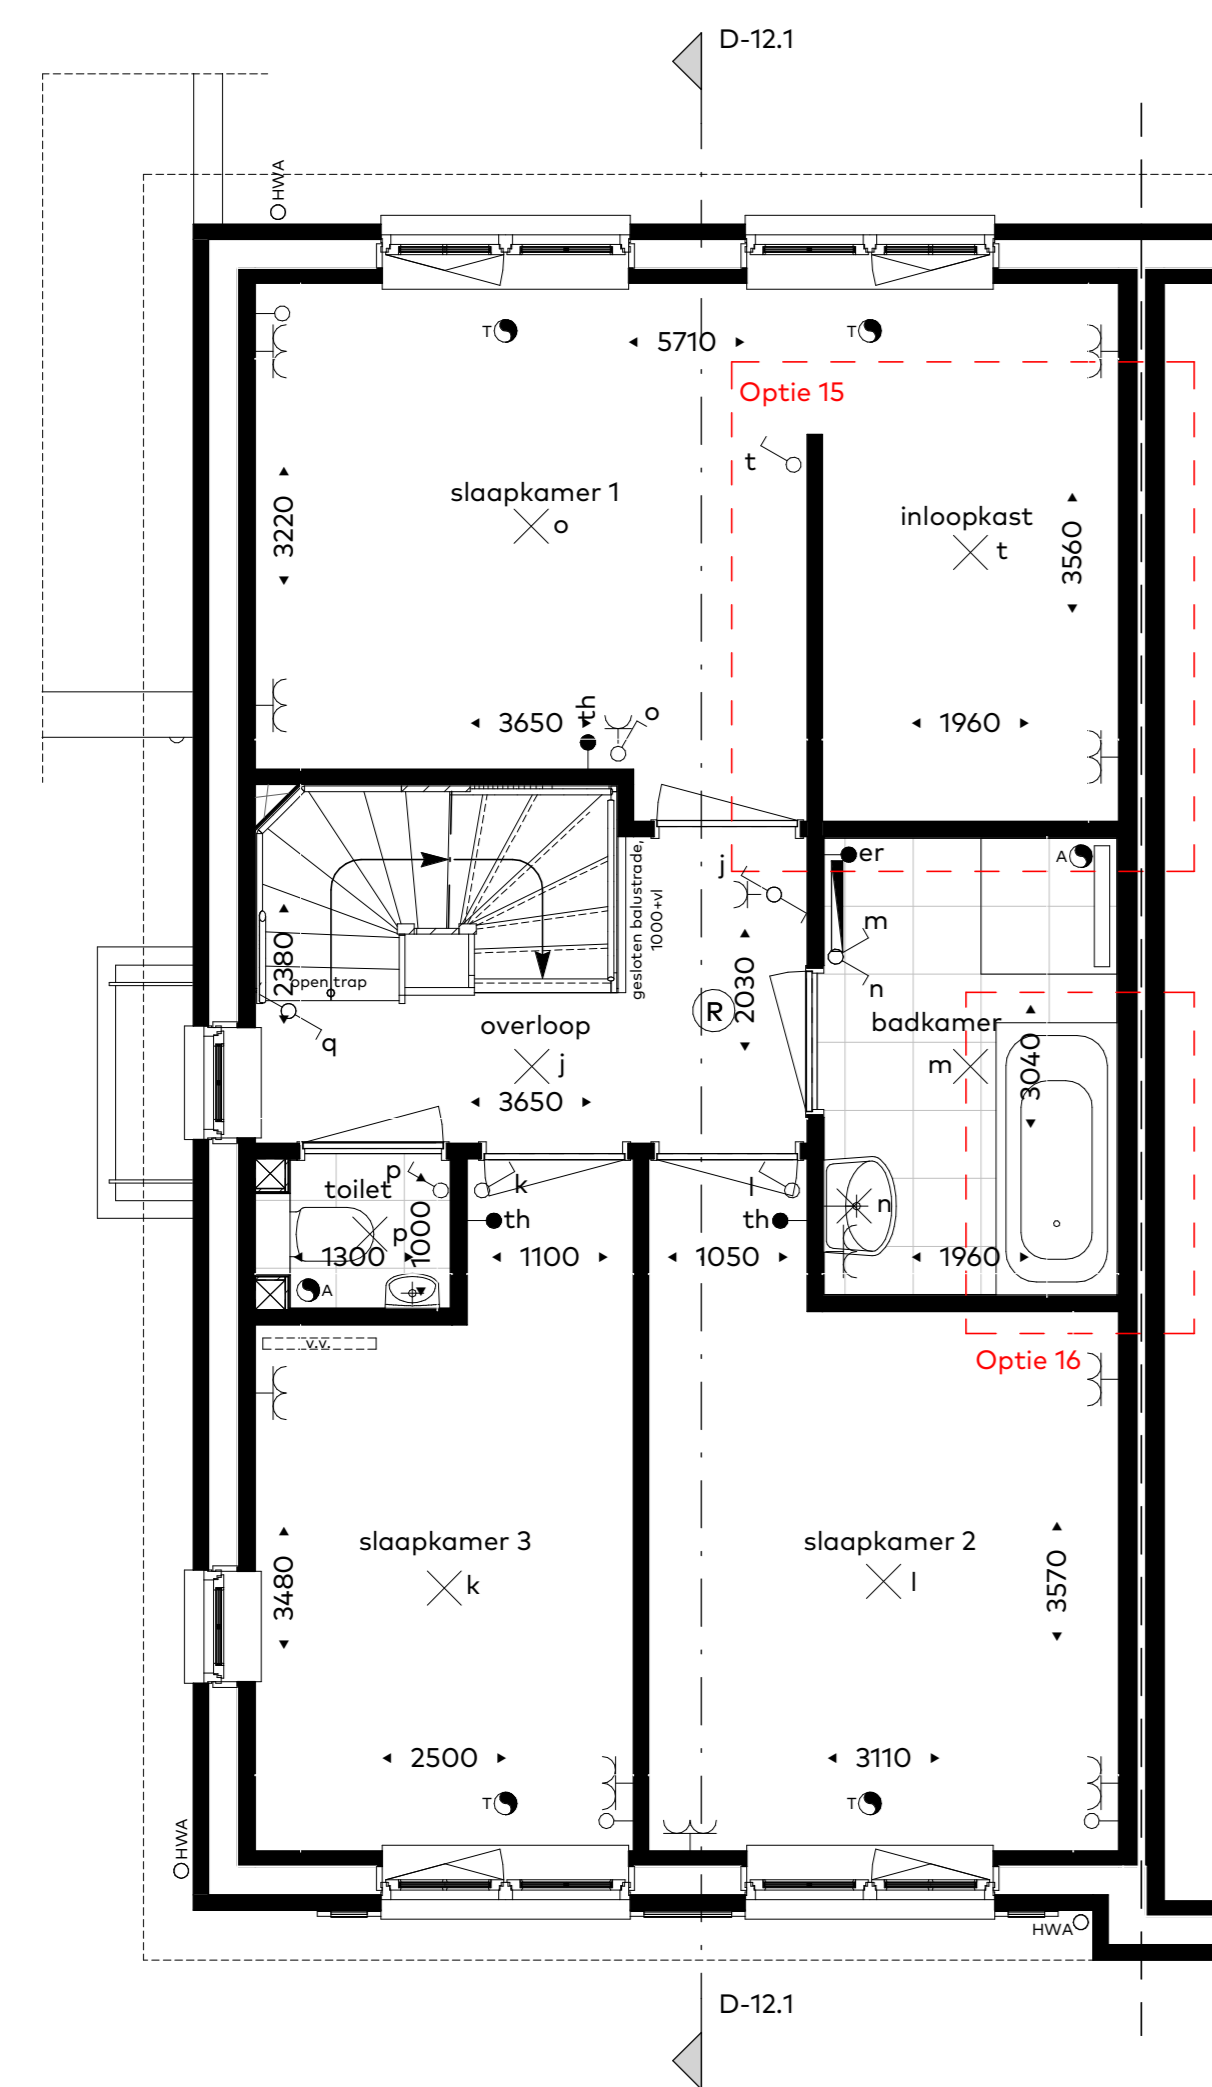 D-12.1
HWA
T
T
5710
Optie 15
t
slaapkamer 1
o
inloopkast
t
3220
3560
th
o
3650
1960
er
A
j
gesloten balustrade,
1000+vl
m
2380
open trap
2030
n
R
q
overloop
j
badkamer
m
3040
3650
p
toilet
k
l
p
1000
th
th
n
1300
1100
1050
1960
A
v.v.
Optie 16
slaapkamer 3
k
slaapkamer 2
l
3480
3570
2500
3110
T
T
HWA
HWA
D-12.1